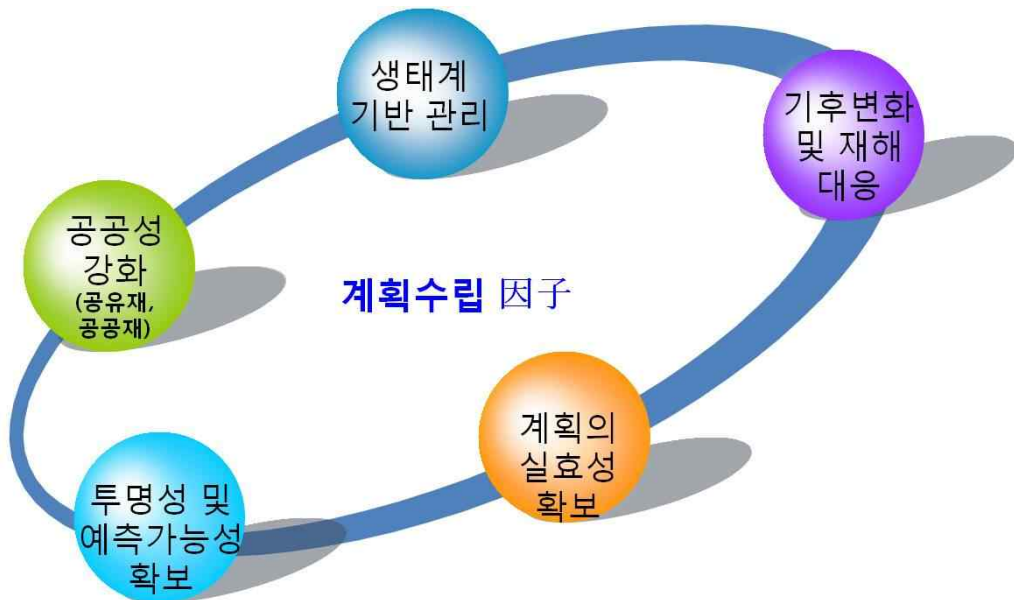 생태계
기반 관리
기후변화
및 재해
대응
공공성
강화
(공유재,
공공재)
계획수립 因子
계획의
실효성
확보
투명성 및
예측가능성
확보